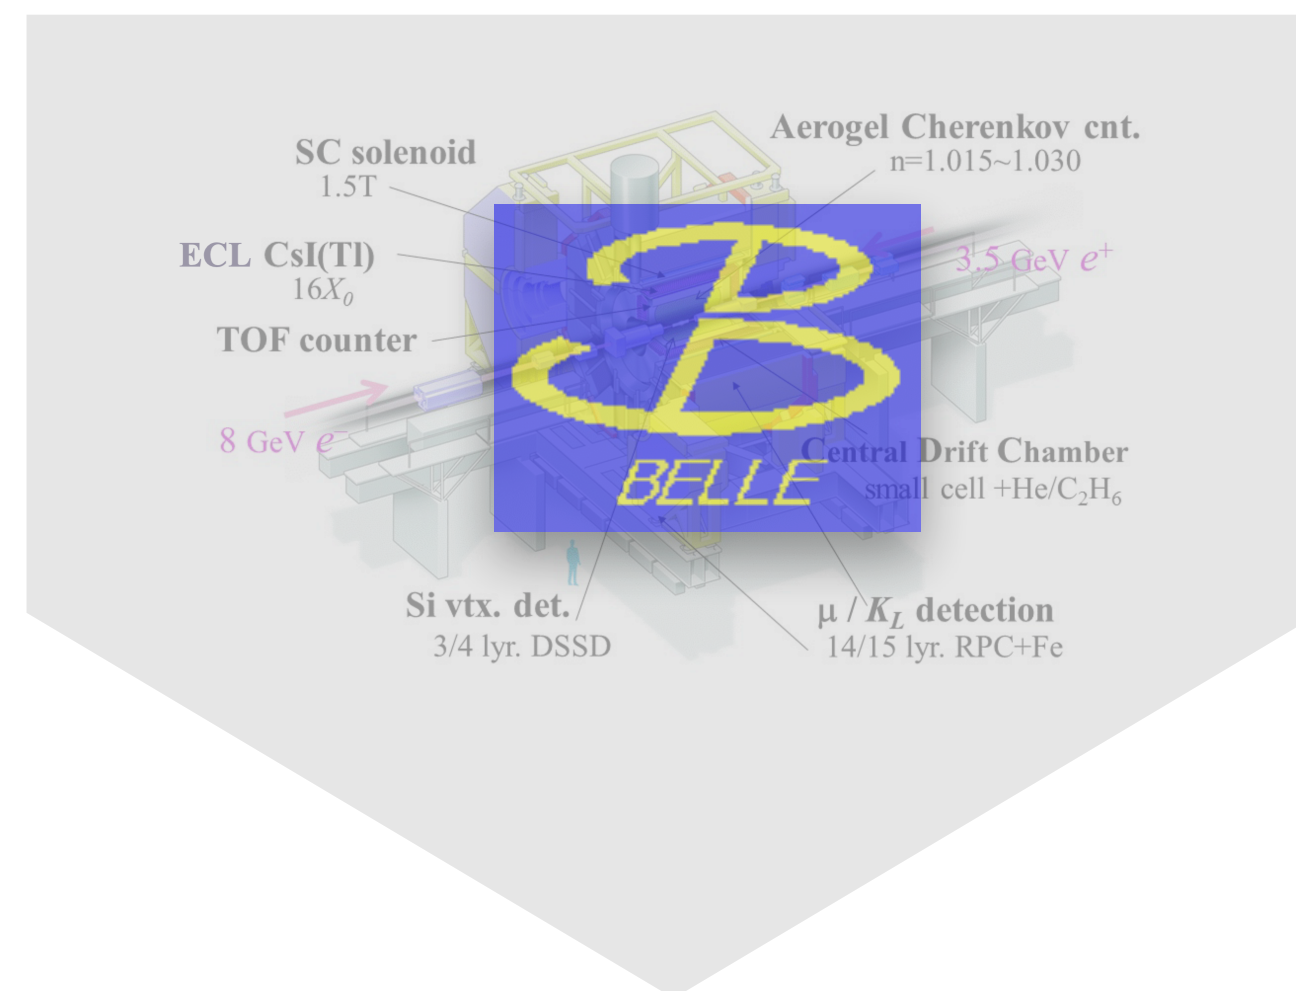 Aerogel Cherenkov cnt.
n=1.015~1.030
SC solenoid
1.5T
ECL CsI(Tl)
16X₀
3.5 GeV e⁺
TOF counter
8 GeV e⁻
Central Drift Chamber
small cell +He/C₂H₆
BELLE
Si vtx. det.
3/4 lyr. DSSD
μ / K_L detection
14/15 lyr. RPC+Fe